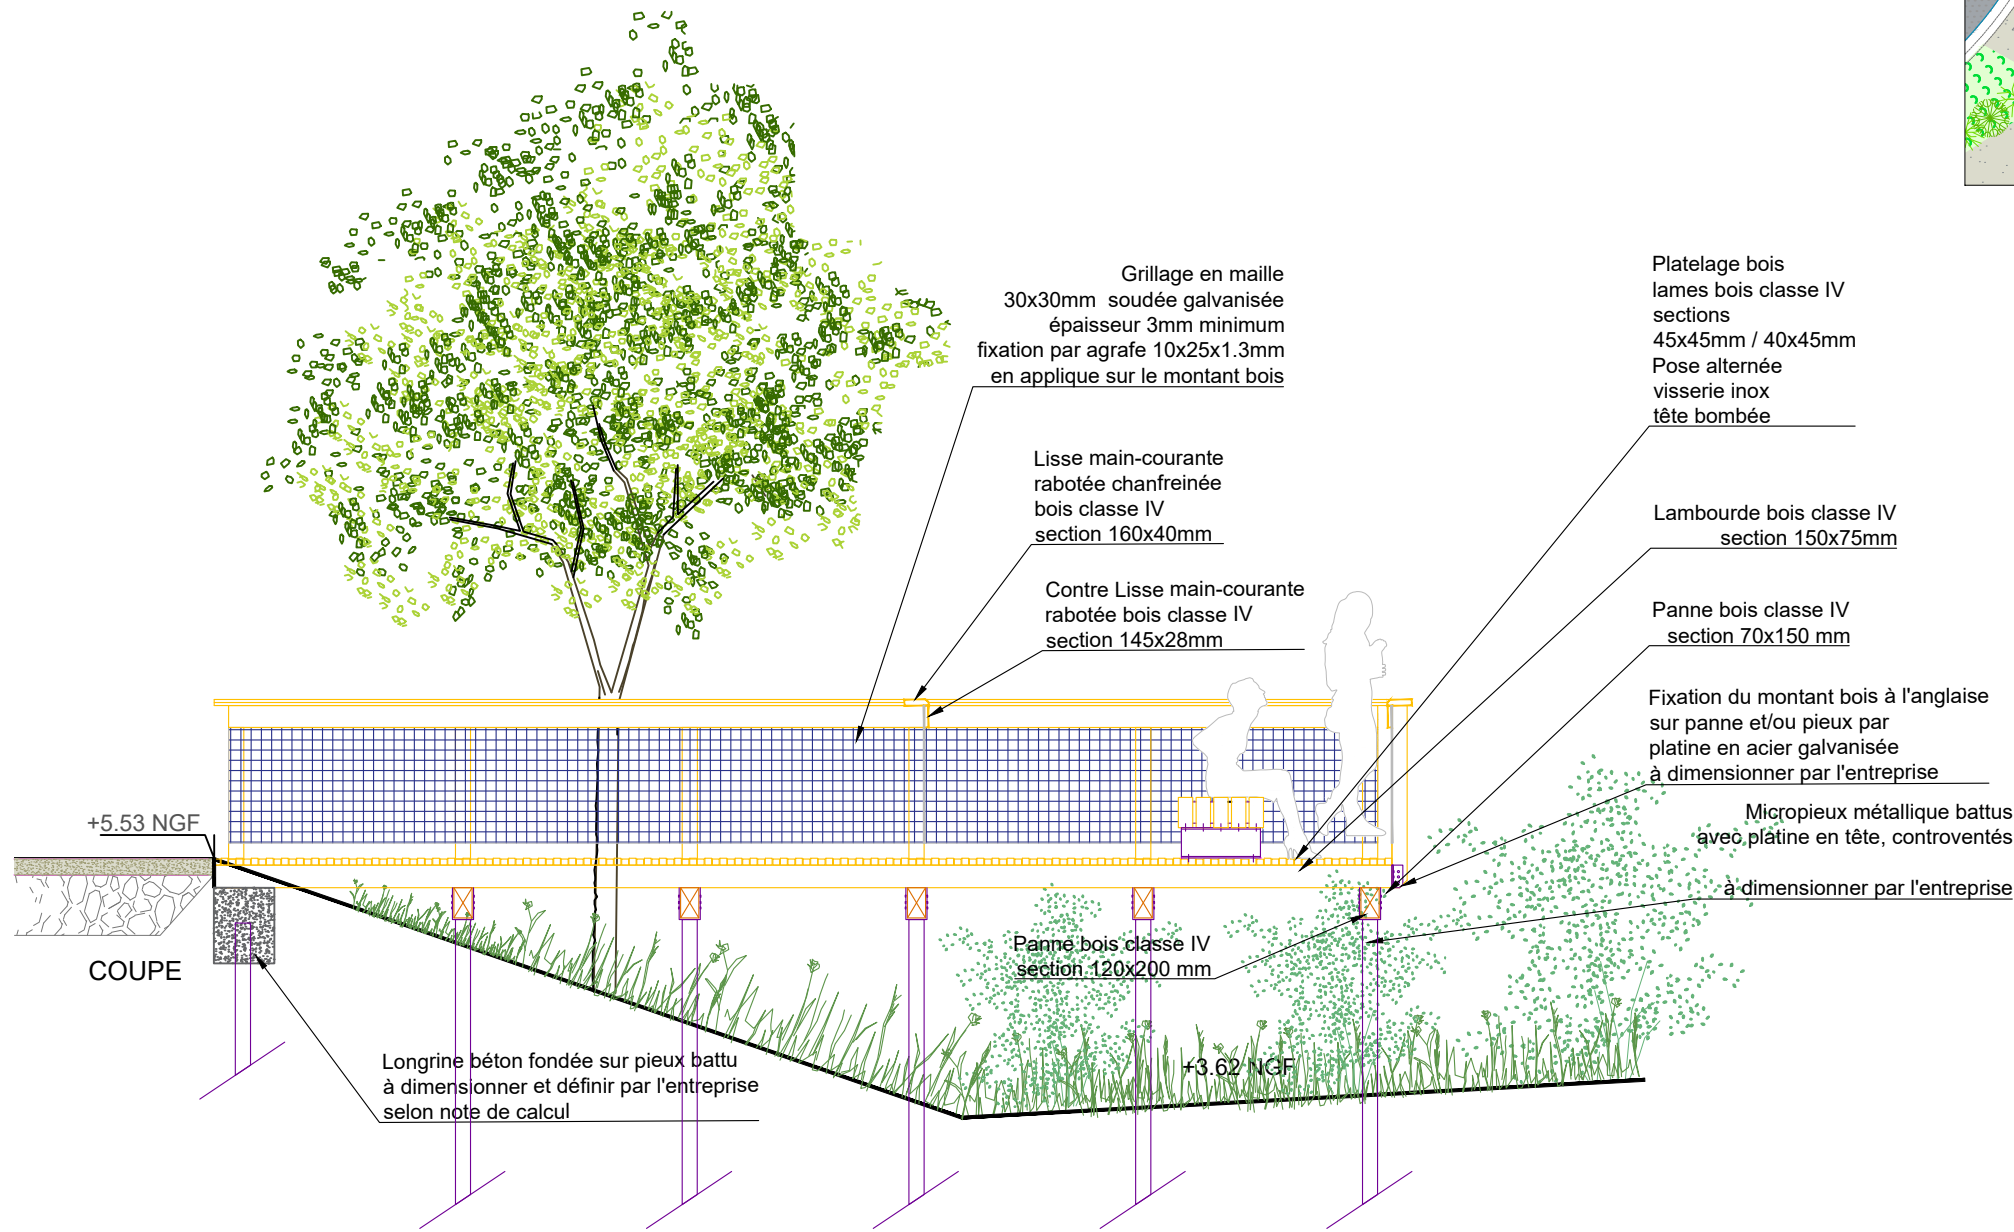 Grillage en maille
30x30mm soudée galvanisée
épaisseur 3mm minimum
fixation par agrafe 10x25x1.3mm
en applique sur le montant bois
Platelage bois
lames bois classe IV
sections
45x45mm / 40x45mm
Pose alternée
visserie inox
tête bombée
Lisse main-courante
rabotée chanfreinée
bois classe IV
section 160x40mm
Lambourde bois classe IV
section 150x75mm
Contre Lisse main-courante
rabotée bois classe IV
section 145x28mm
Panne bois classe IV
section 70x150 mm
Fixation du montant bois à l'anglaise
sur panne et/ou pieux par
platine en acier galvanisée
à dimensionner par l'entreprise
Micropieux métallique battus
avec platine en tête, controventés
à dimensionner par l'entreprise
+5.53 NGF
COUPE
Panne bois classe IV
section 120x200 mm
Longrine béton fondée sur pieux battu
à dimensionner et définir par l'entreprise
selon note de calcul
+3.62 NGF